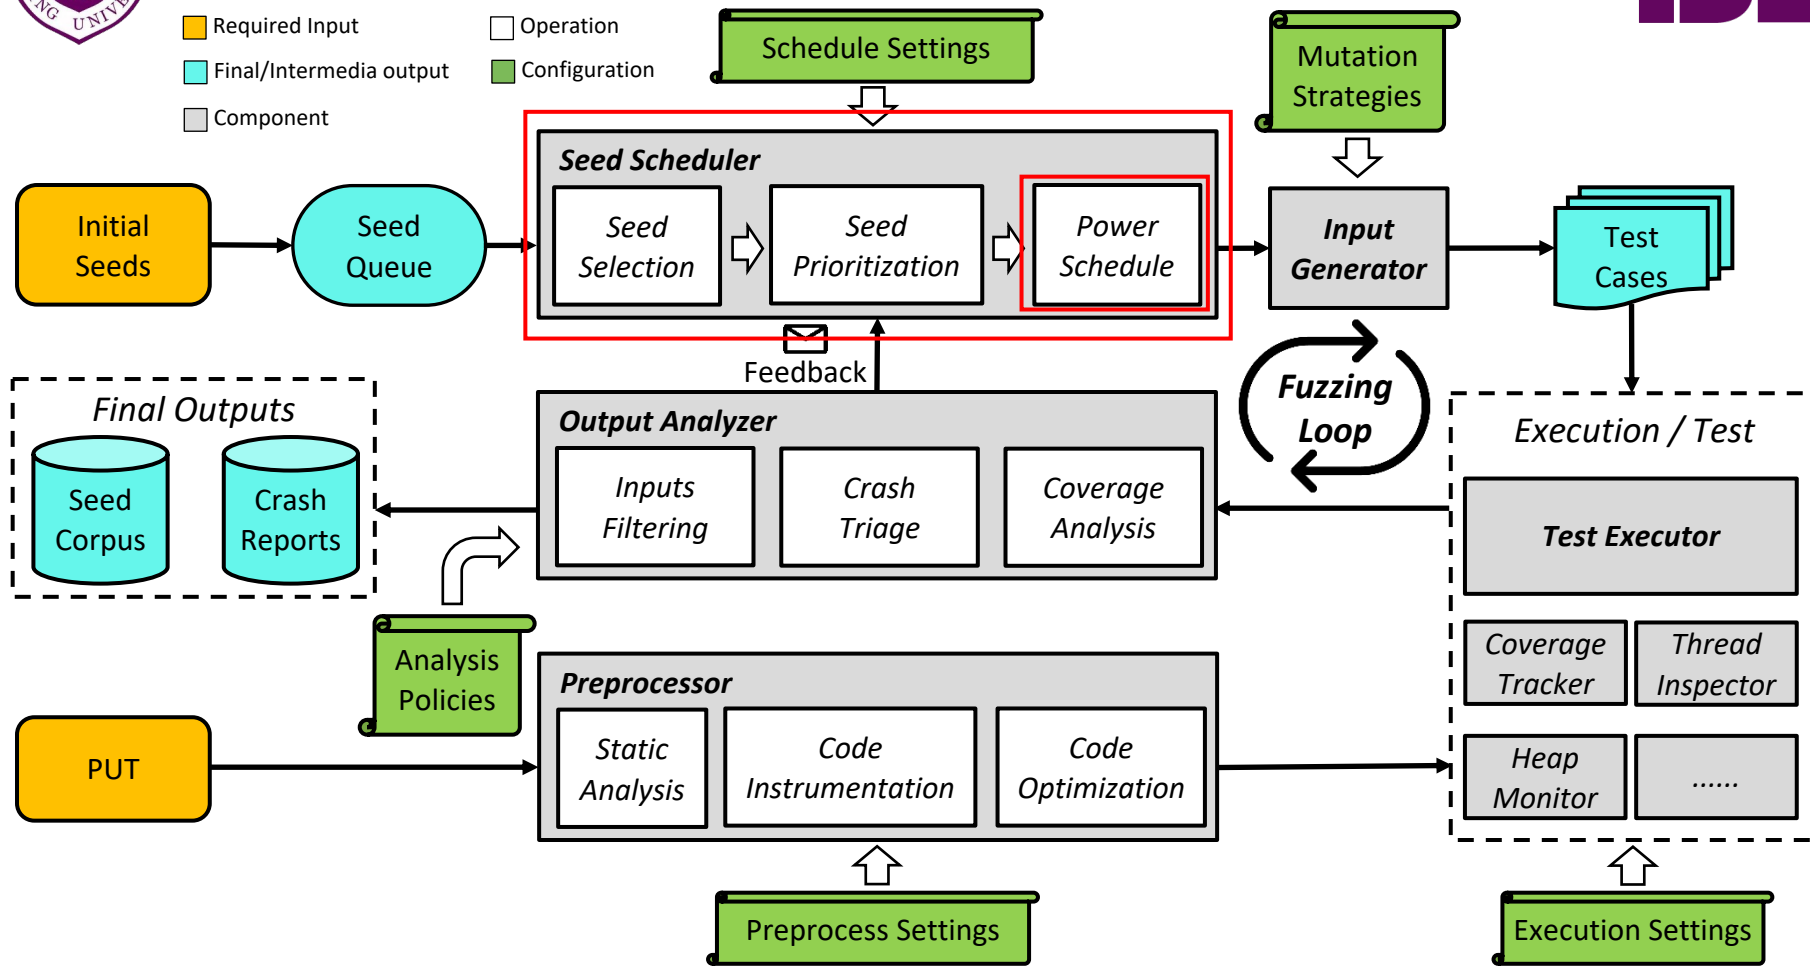 NG UNIVE
Required Input
Operation
Final/Intermedia output
Configuration
Component
Schedule Settings
Mutation
Strategies
Seed Scheduler
Initial
Seeds
Seed
Queue
Seed
Selection
Seed
Prioritization
Power
Schedule
Input
Generator
Test
Cases
Feedback
Fuzzing
Loop
Final Outputs
Seed
Corpus
Crash
Reports
Output Analyzer
Inputs
Filtering
Crash
Triage
Coverage
Analysis
Execution / Test
Test Executor
Coverage
Tracker
Thread
Inspector
Heap
Monitor
......
Analysis
Policies
PUT
Preprocessor
Static
Analysis
Code
Instrumentation
Code
Optimization
Preprocess Settings
Execution Settings